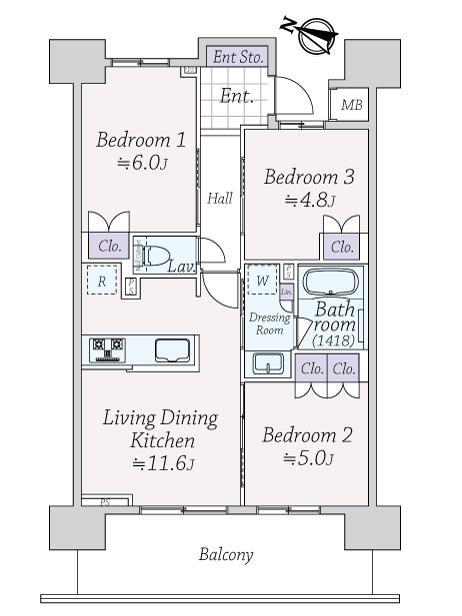 N
Ent Sto.
PS
Ent.
MB
Bedroom 1
≒6.0J
Hall
Bedroom 3
≒4.8J
Clo.
Clo.
Lav.
R
PS
W
PS
Lin.
Dressing
Room
Bath
room
(1418)
Clo.
Clo.
Living Dining
Kitchen
≒11.6J
Bedroom 2
≒5.0J
PS
Balcony